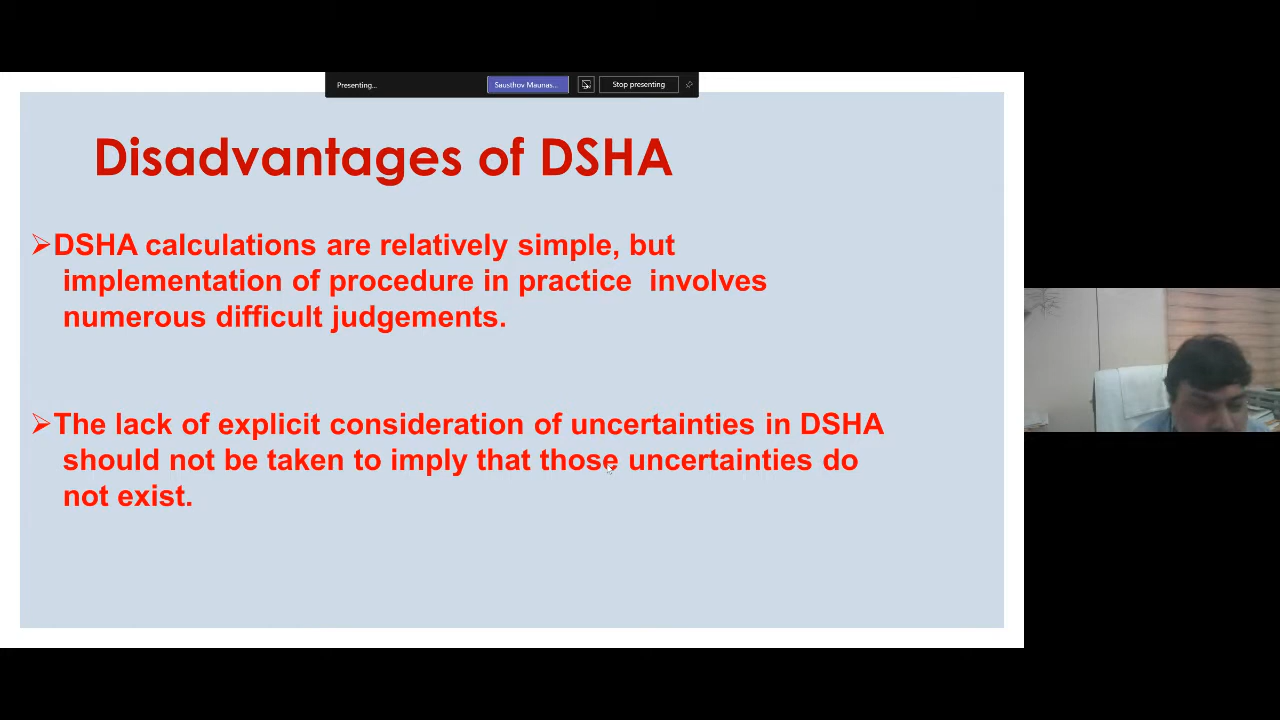 Presenting...
Sausthov Maunas...
Stop presenting
Disadvantages of DSHA
DSHA calculations are relatively simple, but
implementation of procedure in practice involves
numerous difficult judgements.
The lack of explicit consideration of uncertainties in DSHA
should not be taken to imply that those uncertainties do
not exist.